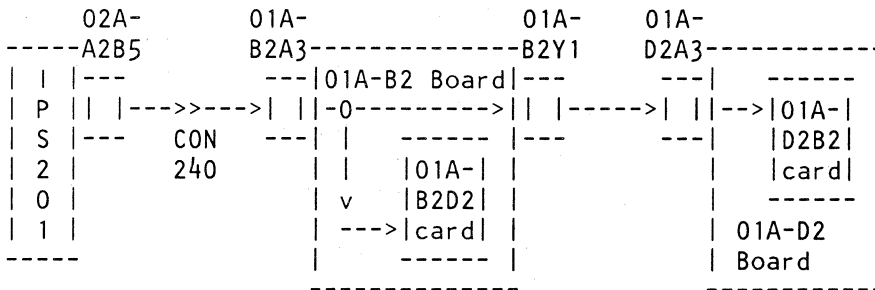 02A-       01A-              01A-    01A-
-----A2B5       B2A3---------------B2Y1    D2A3------------
| I |---       ---|01A-B2 Board|---       ---|   ------
| P || |--->>--->| ||-0---------->|| |----->| ||-->|01A-|
| S |---  CON  ---| |   ------ |---       ---|   |D2B2|
| 2 |     240     | |  |01A-| |              |   |card|
| 0 |             | v  |B2D2| |              |   ------
| 1 |             | --->|card| |              | 01A-D2
-----             |     ------ |              | Board
                  ---------------              ------------